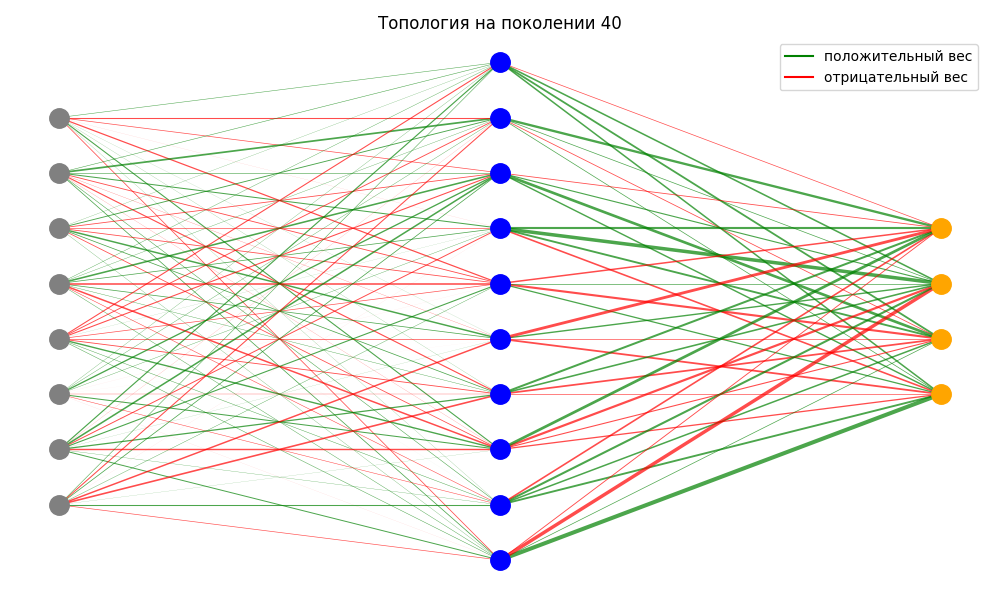 Топология на поколении 40
положительный вес
отрицательный вес